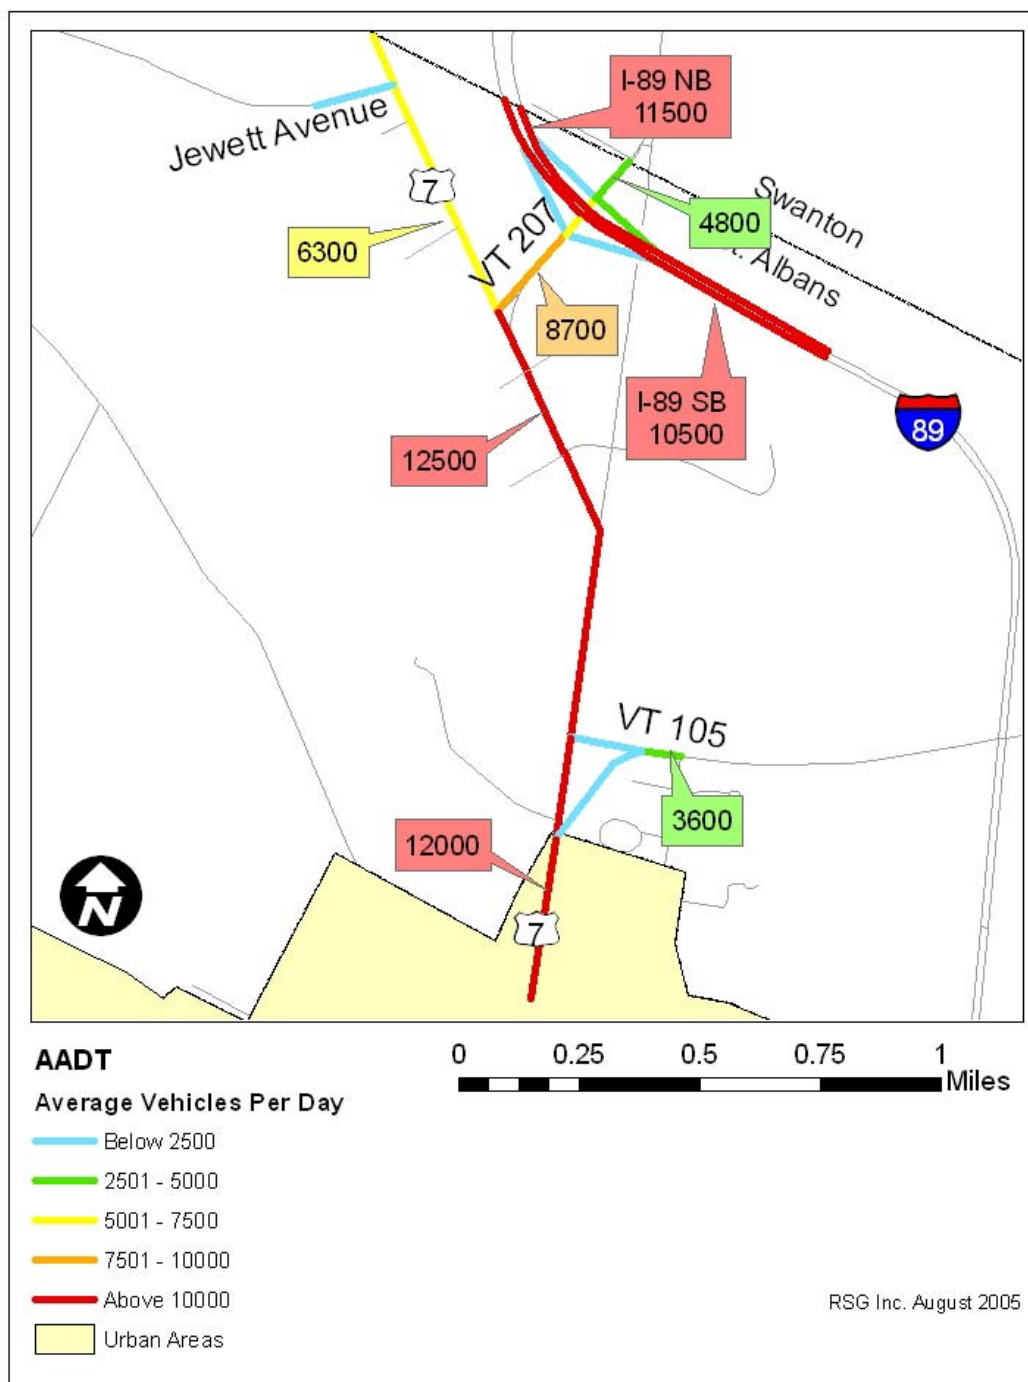 I-89 NB
11500
Jewett Avenue
7
Swanton
4800
6300
VT 207
t. Albans
8700
I-89 SB
10500
89
12500
VT 105
3600
12000
7
N
AADT
Average Vehicles Per Day
Below 2500
2501 - 5000
5001 - 7500
7501 - 10000
Above 10000
Urban Areas
0 0.25 0.5 0.75 1
Miles
RSG Inc. August 2005